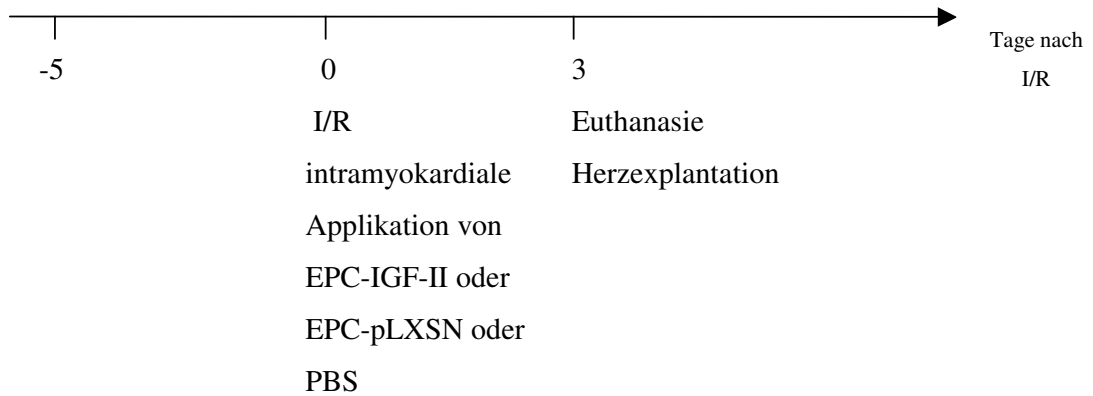 Tage nach
I/R
-5 0 3
I/R Euthanasie
intramyokardiale Herzexplantation
Applikation von
EPC-IGF-II oder
EPC-pLXSN oder
PBS